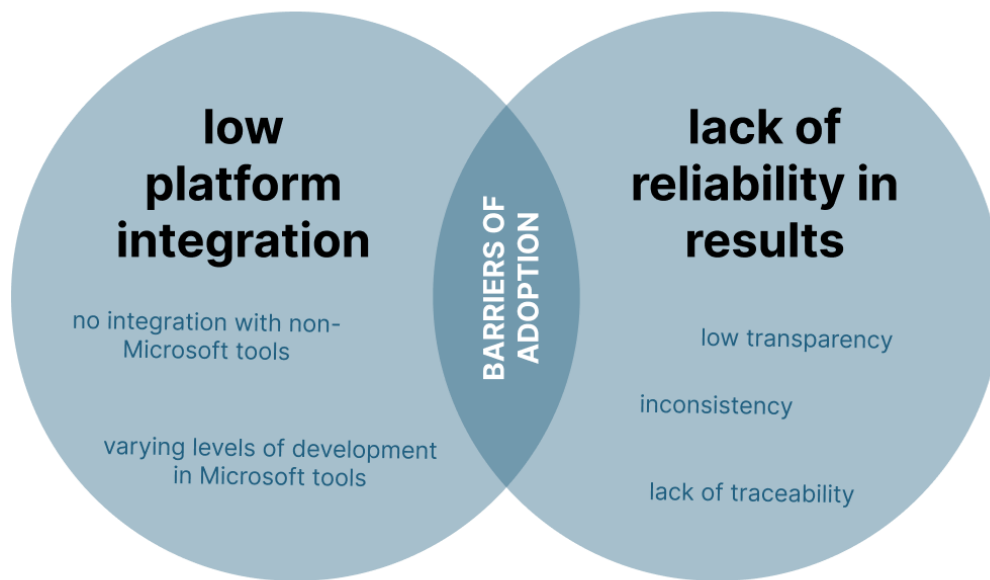 low
platform
integration
no integration with non-
Microsoft tools
varying levels of development
in Microsoft tools
BARRIERS OF
ADOPTION
lack of
reliability in
results
low transparency
inconsistency
lack of traceability